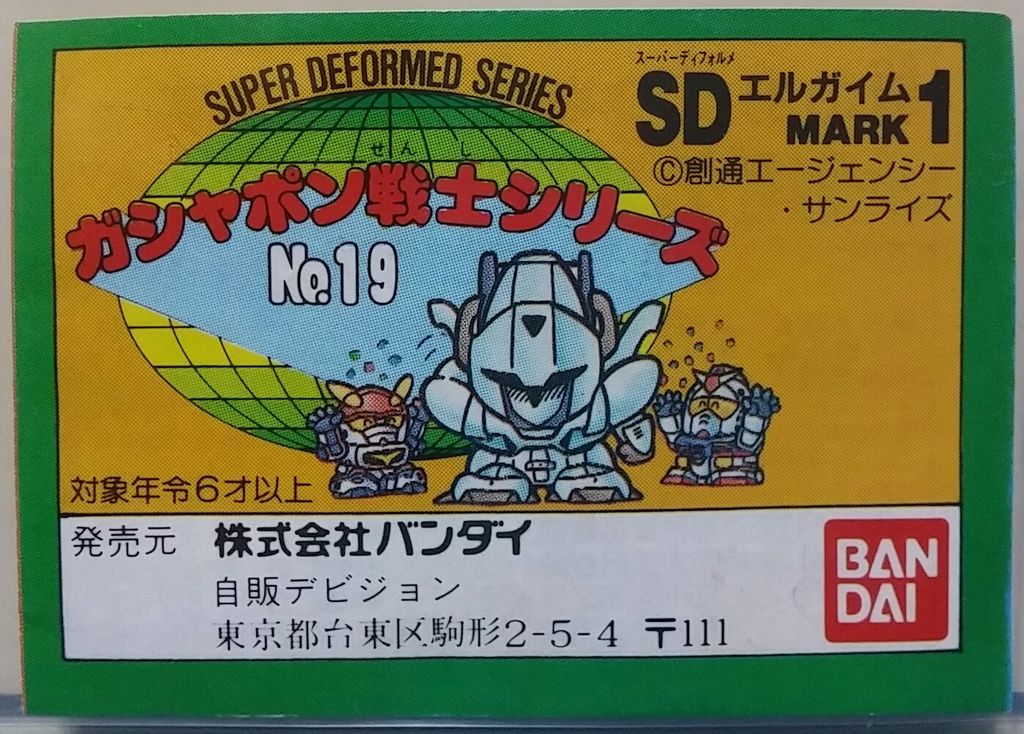 SUPER DEFORMED SERIES
せんし
ガシャポン戦士シリーズ
No.19
スーパーディフォルメ
SDエルガイム
MARK 1
©創通エージェンシー
・サンライズ
対象年令6才以上
発売元 株式会社バンダイ
自販デビジョン
東京都台東区駒形2-5-4 〒111
BAN
DAI